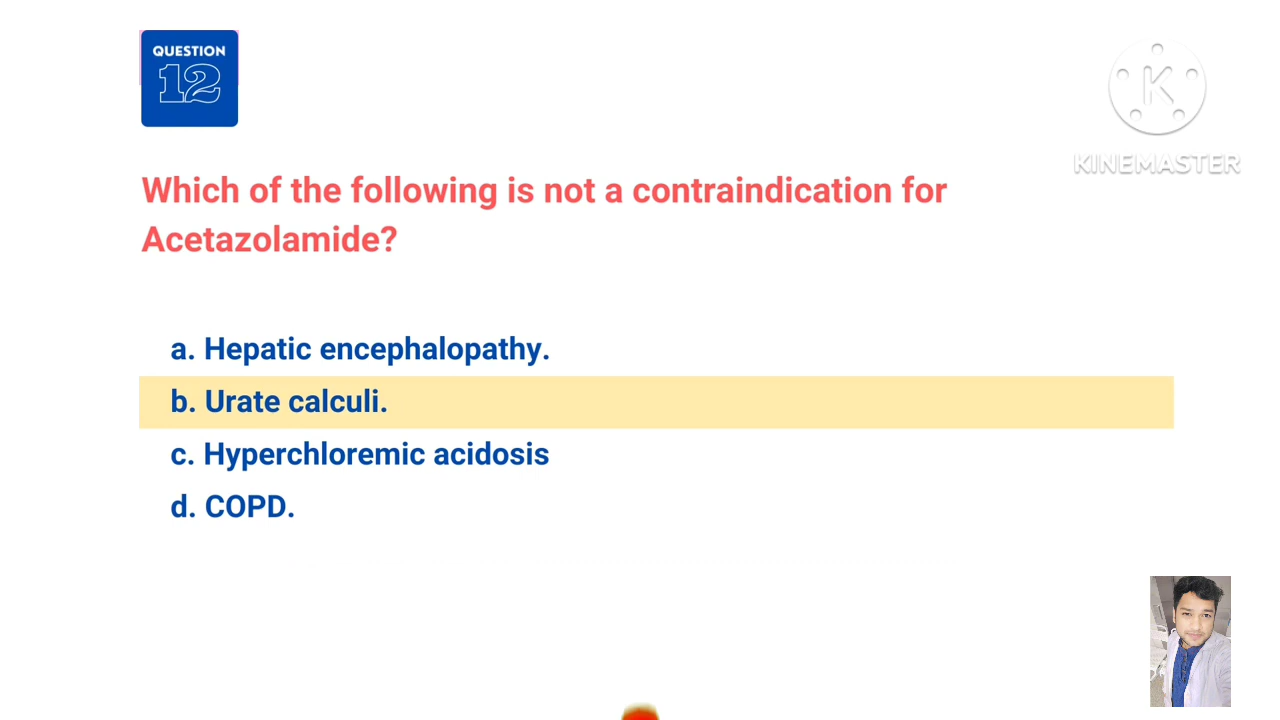 QUESTION
12
K
KINEMASTER
Which of the following is not a contraindication for
Acetazolamide?
a. Hepatic encephalopathy.
b. Urate calculi.
c. Hyperchloremic acidosis
d. COPD.